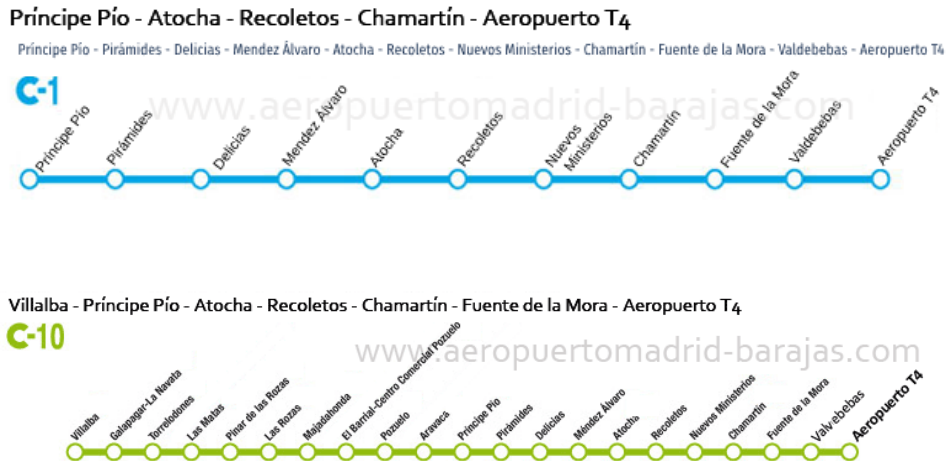 Príncipe Pío - Atocha - Recoletos - Chamartín - Aeropuerto T4
Príncipe Pío - Pirámides - Delicias - Mendez Álvaro - Atocha - Recoletos - Nuevos Ministerios - Chamartín - Fuente de la Mora - Valdebebas - Aeropuerto T4
C-1
www.aeropuertomadrid-barajas.com
Príncipe Pío
Pirámides
Delicias
Mendez Álvaro
Atocha
Recoletos
Nuevos
Ministerios
Chamartín
Fuente de la Mora
Valdebebas
Aeropuerto T4
Villalba - Príncipe Pío - Atocha - Recoletos - Chamartín - Fuente de la Mora - Aeropuerto T4
C-10
www.aeropuertomadrid-barajas.com
Villalba
Galapagar-La Navata
Torrelodones
Las Matas
Pinar de las Rozas
Las Rozas
Majadahonda
El Barrial-Centro Comercial Pozuelo
Pozuelo
Aravaca
Príncipe Pío
Pirámides
Delicias
Méndez Álvaro
Atocha
Recoletos
Nuevos Ministerios
Chamartín
Fuente de la Mora
Valvebebas
Aeropuerto T4